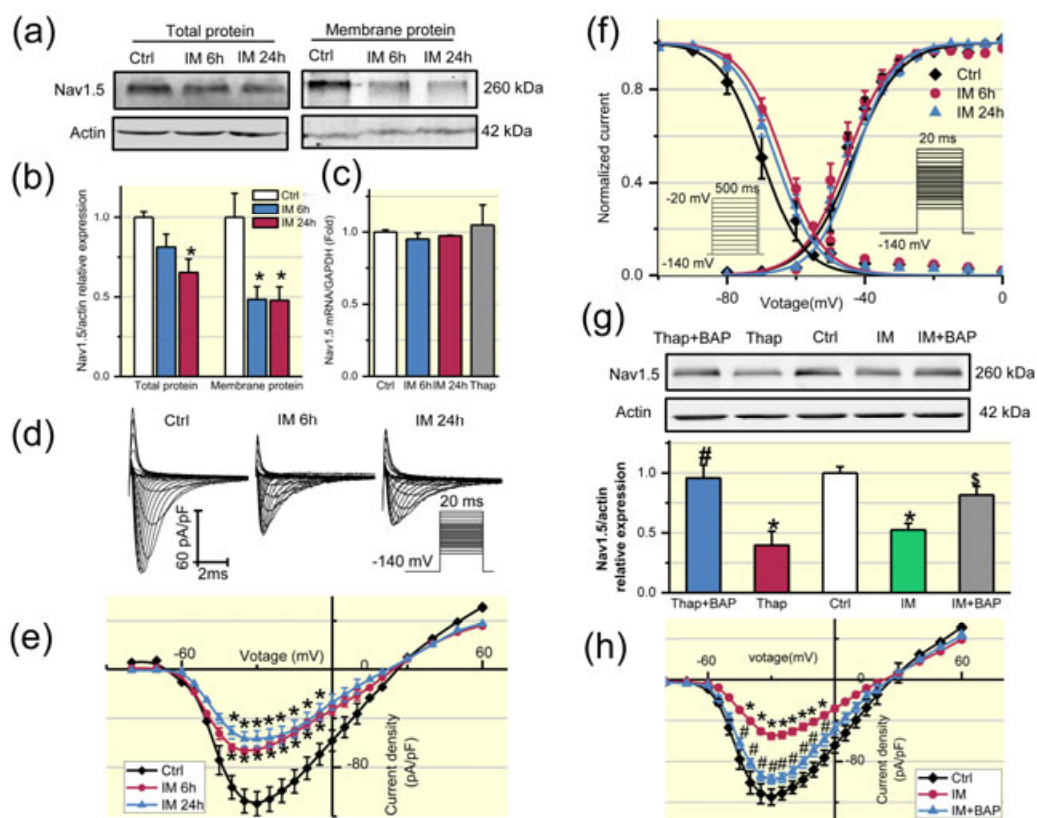 (a)
Total protein
Membrane protein
Ctrl IM 6h IM 24h
Ctrl IM 6h IM 24h
Nav1.5
260 kDa
Actin
42 kDa
(b)
Nav1.5/actin relative expression
1.0
0.5
0.0
Ctrl
IM 6h
IM 24h
*
* *
Total protein Membrane protein
(c)
Nav1.5 mRNA/GAPDH (Fold)
1.0
0.5
0.0
Ctrl IM 6h IM 24h Thap
(d)
Ctrl IM 6h IM 24h
60 pA/pF
2ms
20 ms
-140 mV
(e)
Votage (mV)
-60 0 60
* * * * * * * * *
* * * * * * * * *
-80
Current density
(pA/pF)
Ctrl
IM 6h
IM 24h
(f)
Normalized current
0.8
0.4
0.0
Ctrl
IM 6h
IM 24h
500 ms
-20 mV
-140 mV
20 ms
-140 mV
-80 -40 0
Votage(mV)
(g)
Thap+BAP Thap Ctrl IM IM+BAP
Nav1.5 260 kDa
Actin 42 kDa
Nav1.5/actin
relative expression
1.0
0.5
0.0
# * * $
Thap+BAP Thap Ctrl IM IM+BAP
(h)
votage(mV)
-60 0 60
* * * * * * * *
# # # # # # # # # #
-80
Current density
(pA/pF)
Ctrl
IM
IM+BAP